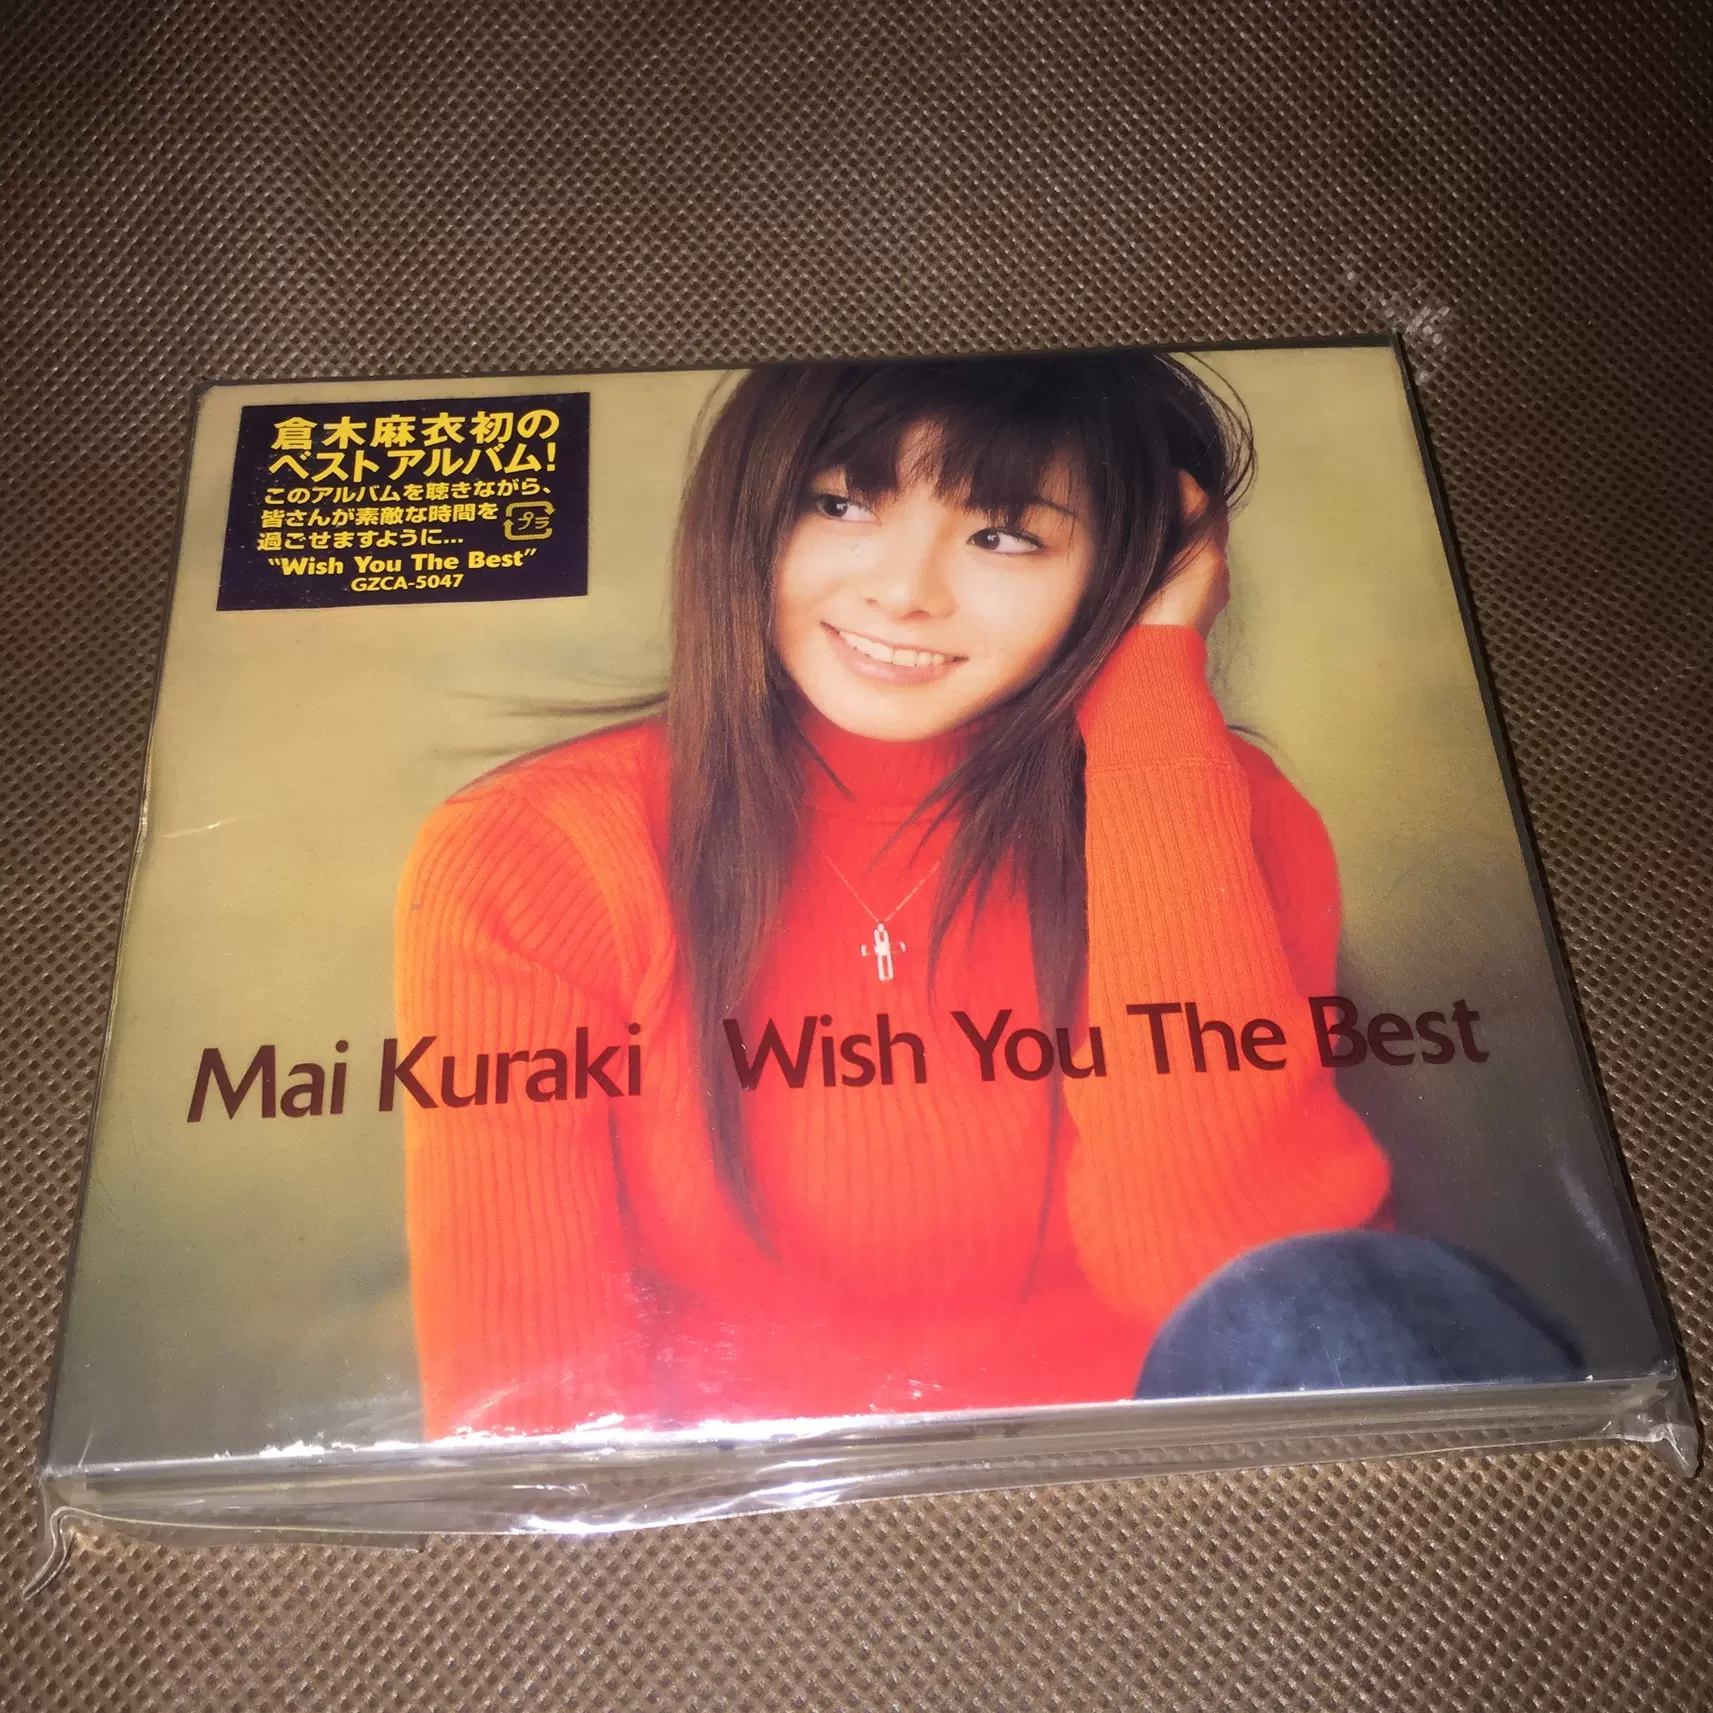 倉木麻衣初の
ベストアルバム!
このアルバムを聴きながら、
皆さんが素敵な時間を
プラ
過ごせますように...
"Wish You The Best"
GZCA-5047
Mai Kuraki Wish You The Best